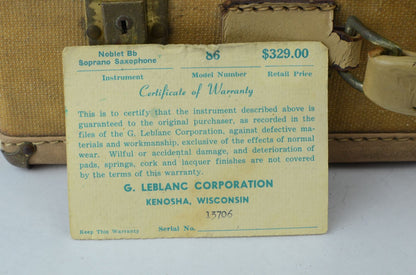 Noblet Bb 86 $329.00
Soprano Saxophone
Instrument Model Number Retail Price
Certificate of Warranty
This is to certify that the instrument described above is
guaranteed to the original purchaser, as recorded in the
files of the G. Leblanc Corporation, against defective ma-
terials and workmanship, exclusive of the effects of normal
wear. Wilful or accidental damage, and deterioration of
pads, springs, cork and lacquer finishes are not covered
by the terms of this warranty.
G. LEBLANC CORPORATION
KENOSHA, WISCONSIN
13706
Keep This Warranty Serial No.